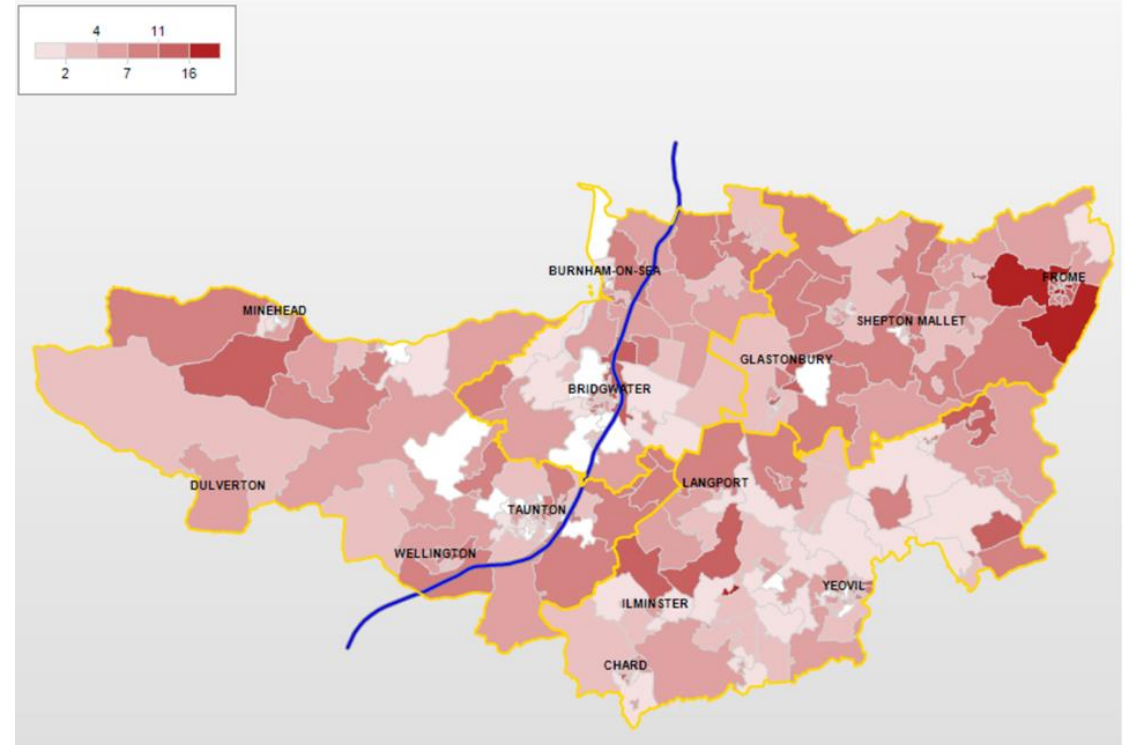 4 11
2 7 16
BURNHAM-ON-SEA
FROME
MINEHEAD
SHEPTON MALLET
GLASTONBURY
BRIDGWATER
DULVERTON
LANGPORT
TAUNTON
WELLINGTON
YEOVIL
ILMINSTER
CHARD